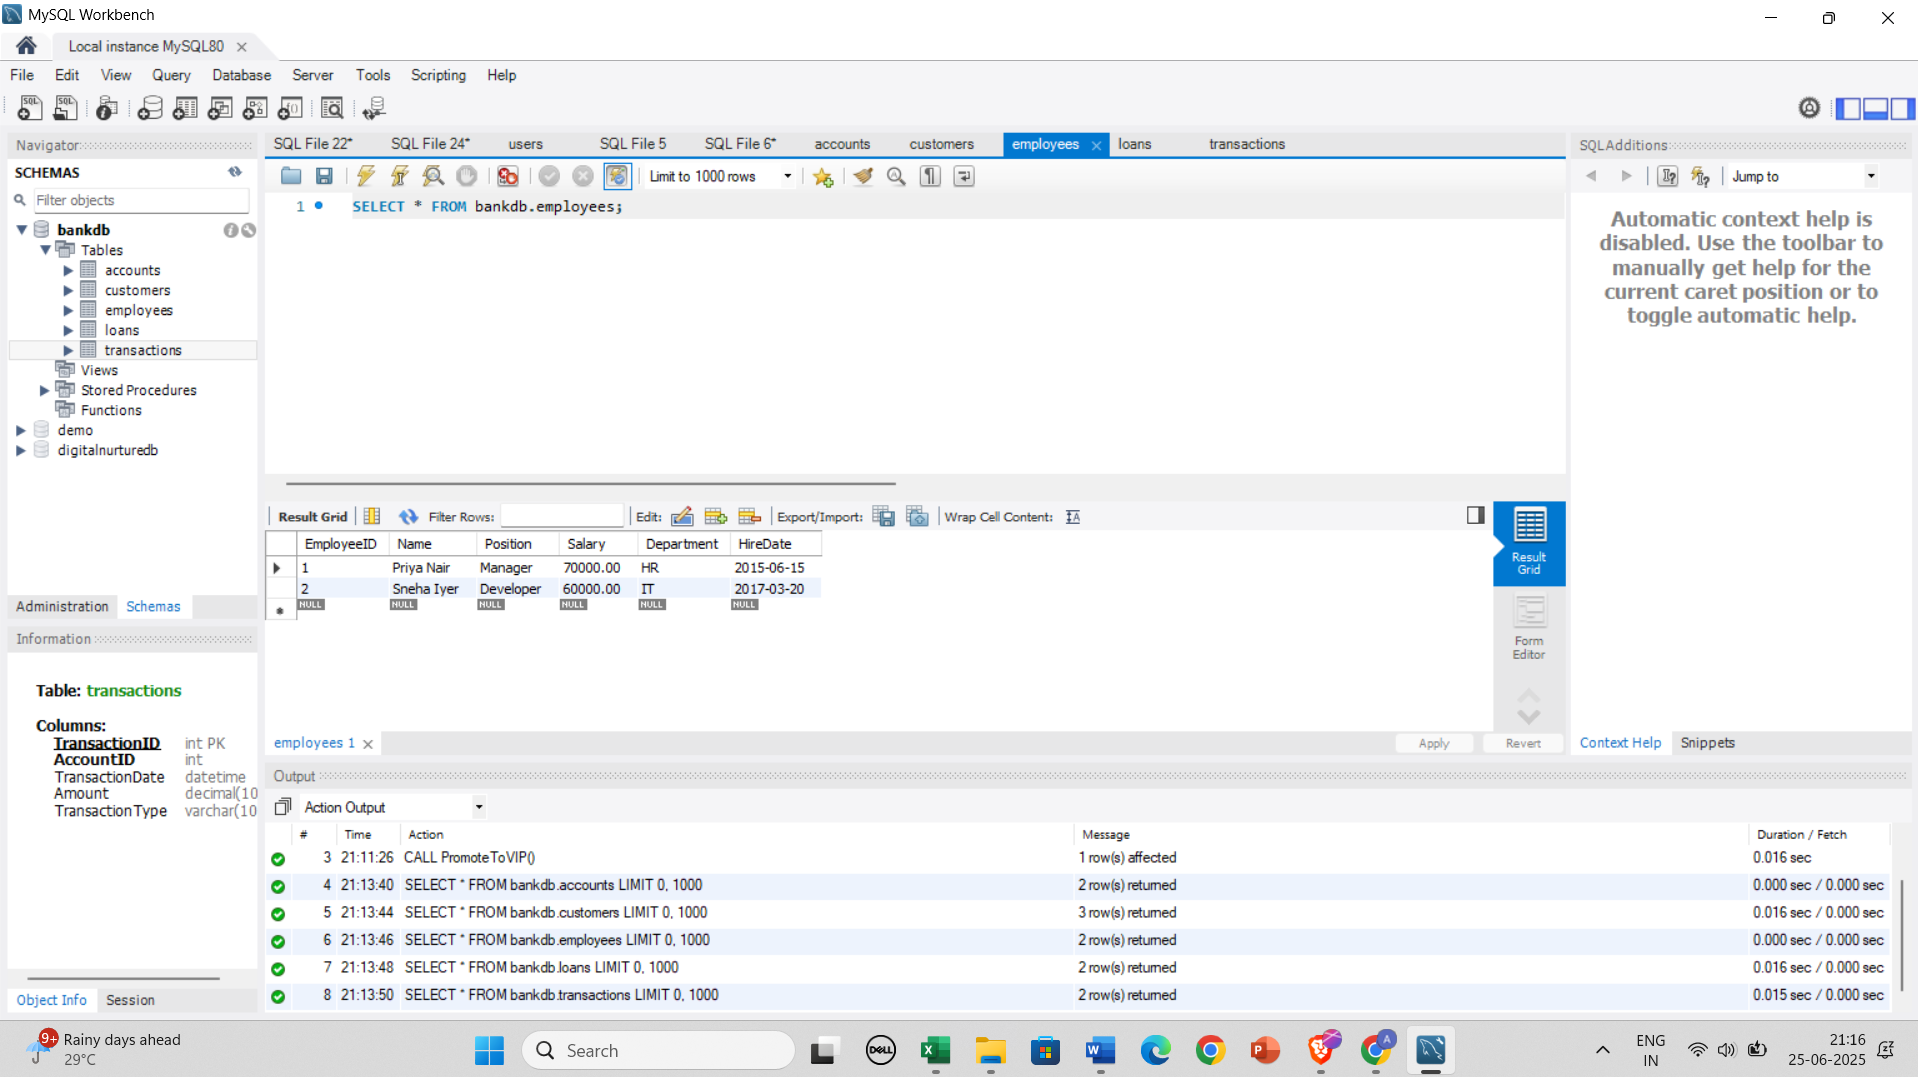 MySQL Workbench
Local instance MySQL80
File Edit View Query Database Server Tools Scripting Help
Navigator
SCHEMAS
Filter objects
bankdb
Tables
accounts
customers
employees
loans
transactions
Views
Stored Procedures
Functions
demo
digitalnurturedb
Administration Schemas
Information
Table: transactions
Columns:
TransactionID int PK
AccountID int
TransactionDate datetime
Amount decimal(10
TransactionType varchar(10
Object Info Session
SQL File 22* SQL File 24* users SQL File 5 SQL File 6* accounts customers employees loans transactions
Limit to 1000 rows
1 SELECT * FROM bankdb.employees;
Result Grid Filter Rows: Edit: Export/Import: Wrap Cell Content:
EmployeeID Name Position Salary Department HireDate
1 Priya Nair Manager 70000.00 HR 2015-06-15
2 Sneha Iyer Developer 60000.00 IT 2017-03-20
NULL NULL NULL NULL NULL NULL
Result
Grid
Form
Editor
employees 1
Apply Revert
Output
Action Output
# Time Action Message Duration / Fetch
3 21:11:26 CALL PromoteToVIP() 1 row(s) affected 0.016 sec
4 21:13:40 SELECT * FROM bankdb.accounts LIMIT 0, 1000 2 row(s) returned 0.000 sec / 0.000 sec
5 21:13:44 SELECT * FROM bankdb.customers LIMIT 0, 1000 3 row(s) returned 0.016 sec / 0.000 sec
6 21:13:46 SELECT * FROM bankdb.employees LIMIT 0, 1000 2 row(s) returned 0.000 sec / 0.000 sec
7 21:13:48 SELECT * FROM bankdb.loans LIMIT 0, 1000 2 row(s) returned 0.016 sec / 0.000 sec
8 21:13:50 SELECT * FROM bankdb.transactions LIMIT 0, 1000 2 row(s) returned 0.015 sec / 0.000 sec
SQLAdditions
Jump to
Automatic context help is
disabled. Use the toolbar to
manually get help for the
current caret position or to
toggle automatic help.
Context Help Snippets
9+
Rainy days ahead
29°C
Search
DELL
ENG
IN
21:16
25-06-2025